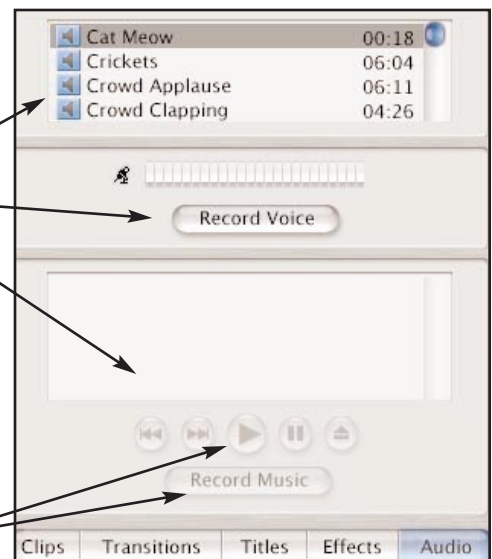 Cat Meow 00:18
Crickets 06:04
Crowd Applause 06:11
Crowd Clapping 04:26
Record Voice
Record Music
Clips Transitions Titles Effects Audio